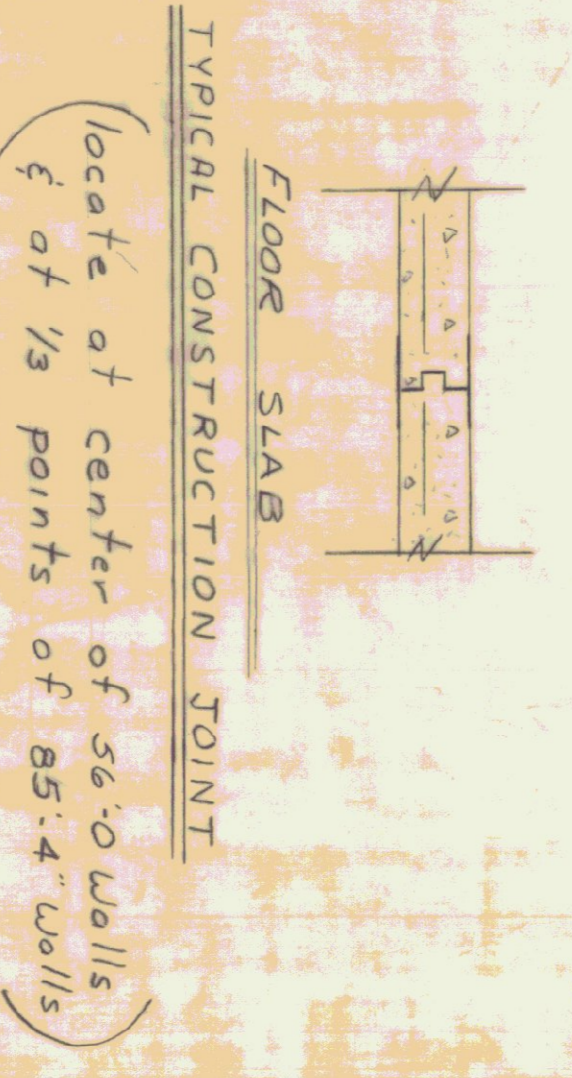 FLOOR SLAB
TYPICAL CONSTRUCTION JOINT
(locate at center of 56'-0 walls
& at 1/3 points of 85'-4" walls)